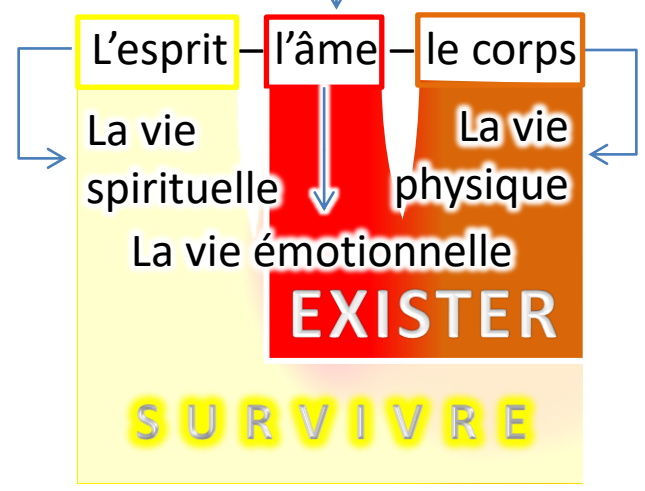 L'esprit – l'âme – le corps
La vie
spirituelle
La vie
physique
La vie émotionnelle
EXISTER
SURVIVRE